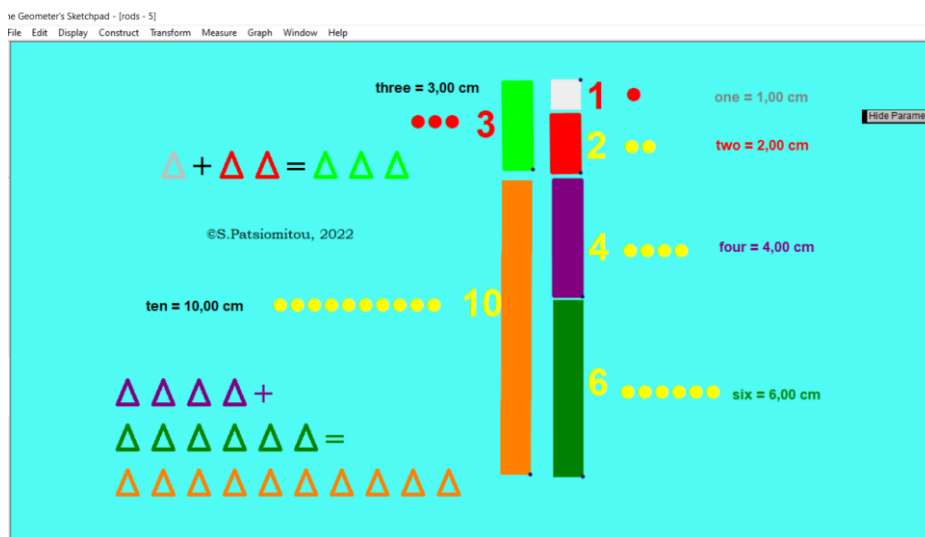 ne Geometer's Sketchpad - [rods - 5]
File Edit Display Construct Transform Measure Graph Window Help
three = 3,00 cm
3
1
one = 1,00 cm
Hide Parame
2
two = 2,00 cm
Δ + Δ Δ = Δ Δ Δ
©S.Patsiomitou, 2022
4
four = 4,00 cm
ten = 10,00 cm
10
6
six = 6,00 cm
Δ Δ Δ Δ +
Δ Δ Δ Δ Δ Δ =
Δ Δ Δ Δ Δ Δ Δ Δ Δ Δ